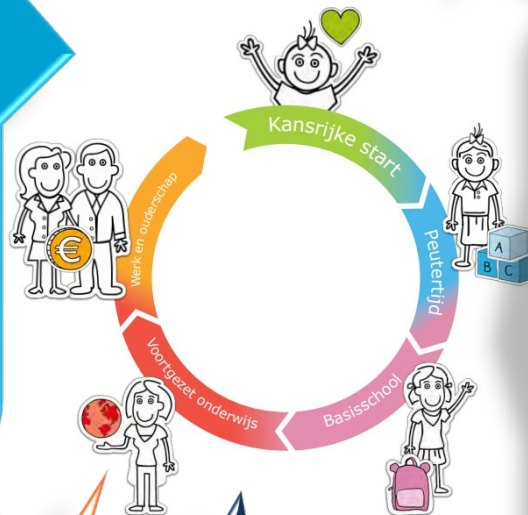 Kansrijke start
Peutertijd
Basisschool
Voortgezet onderwijs
Werk en ouderschap
€
A
B C